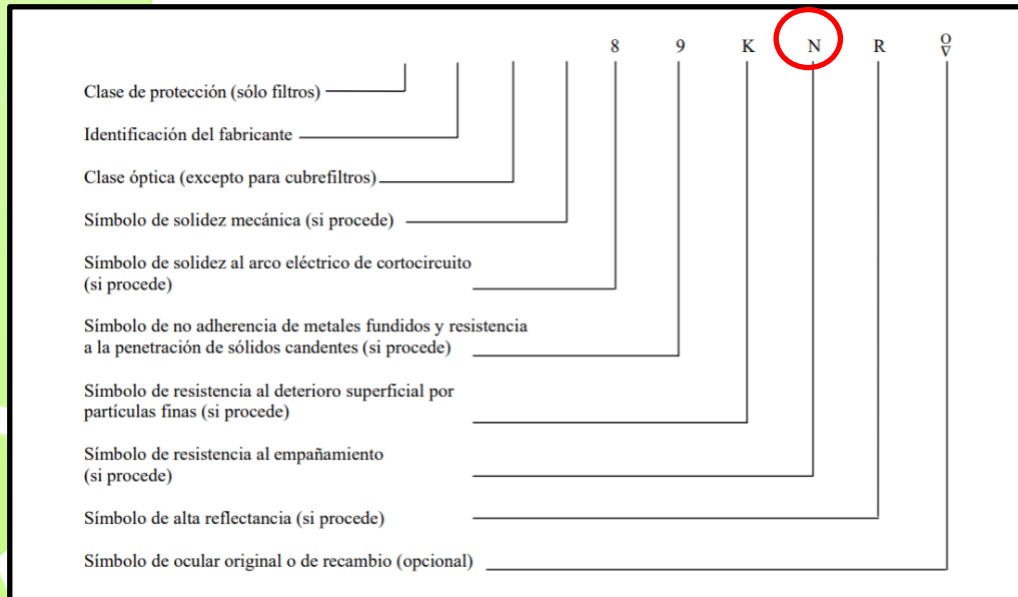 8 9 K N R O
∇
Clase de protección (sólo filtros)
Identificación del fabricante
Clase óptica (excepto para cubrefiltros)
Símbolo de solidez mecánica (si procede)
Símbolo de solidez al arco eléctrico de cortocircuito
(si procede)
Símbolo de no adherencia de metales fundidos y resistencia
a la penetración de sólidos candentes (si procede)
Símbolo de resistencia al deterioro superficial por
partículas finas (si procede)
Símbolo de resistencia al empañamiento
(si procede)
Símbolo de alta reflectancia (si procede)
Símbolo de ocular original o de recambio (opcional)